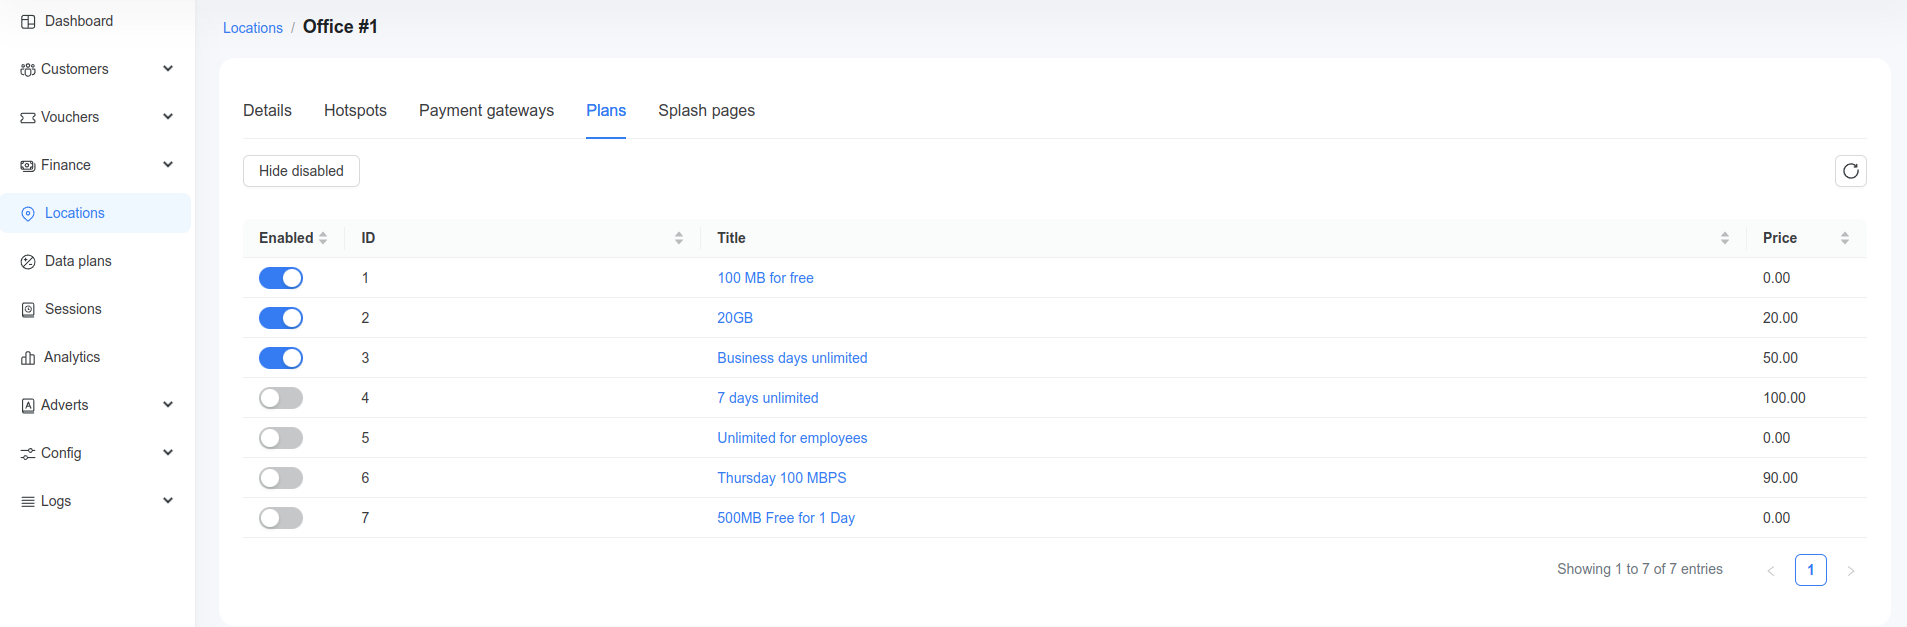 Dashboard
Customers
Vouchers
Finance
Locations
Data plans
Sessions
Analytics
Adverts
Config
Logs
Locations / Office #1
Details Hotspots Payment gateways Plans Splash pages
Hide disabled
Enabled ID Title Price
1 100 MB for free 0.00
2 20GB 20.00
3 Business days unlimited 50.00
4 7 days unlimited 100.00
5 Unlimited for employees 0.00
6 Thursday 100 MBPS 90.00
7 500MB Free for 1 Day 0.00
Showing 1 to 7 of 7 entries < 1 >